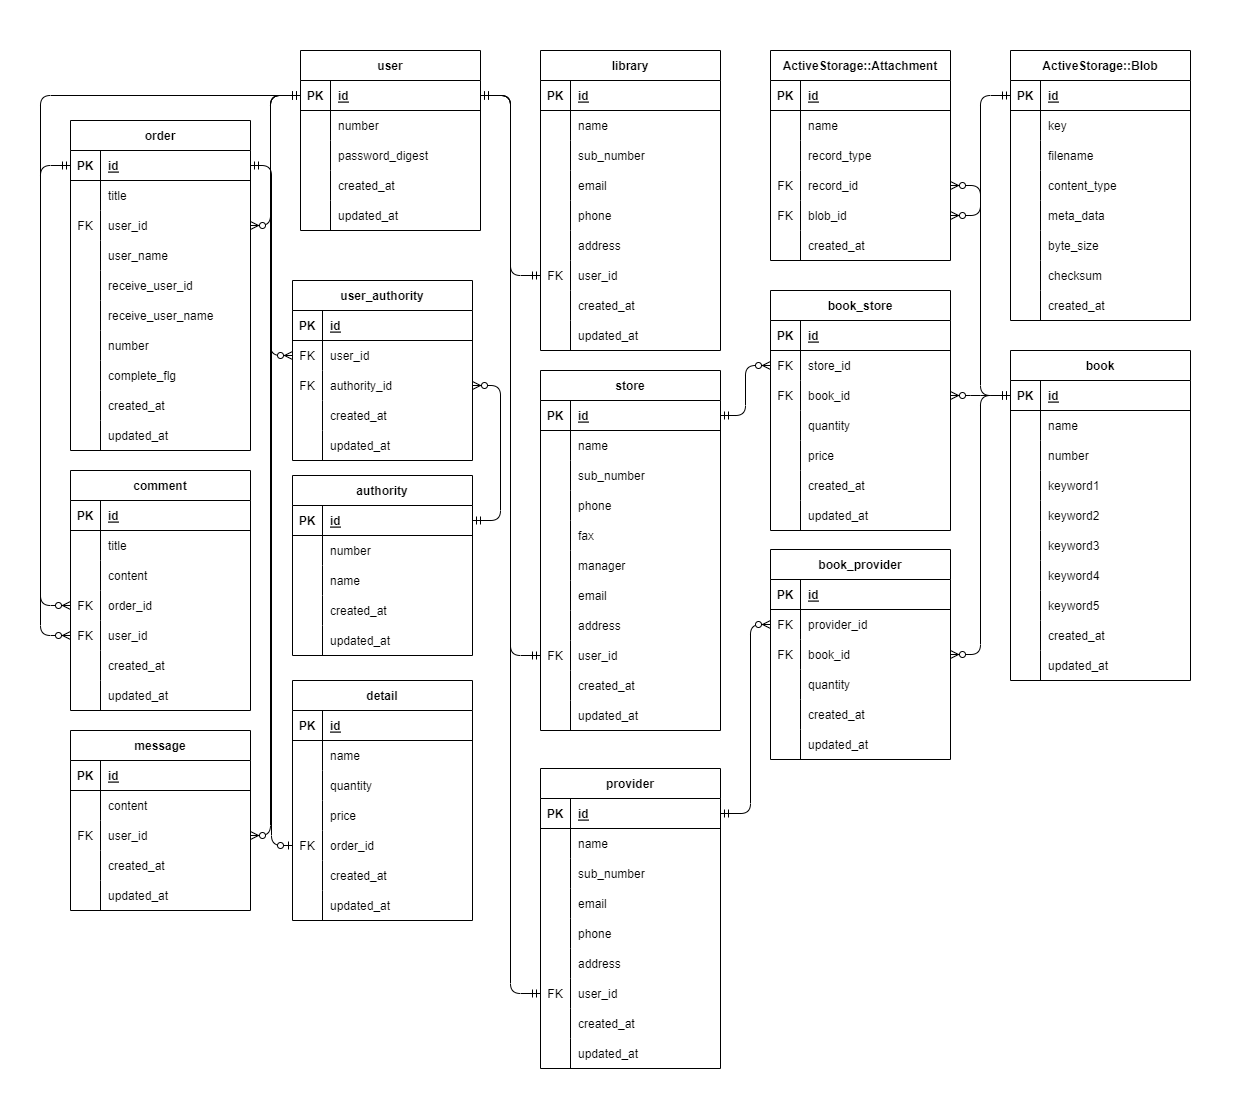 user
PK id
number
password_digest
created_at
updated_at
order
PK id
title
FK user_id
user_name
receive_user_id
receive_user_name
number
complete_flg
created_at
updated_at
comment
PK id
title
content
FK order_id
FK user_id
created_at
updated_at
message
PK id
content
FK user_id
created_at
updated_at
user_authority
PK id
FK user_id
FK authority_id
created_at
updated_at
authority
PK id
number
name
created_at
updated_at
detail
PK id
name
quantity
price
FK order_id
created_at
updated_at
library
PK id
name
sub_number
email
phone
address
FK user_id
created_at
updated_at
store
PK id
name
sub_number
phone
fax
manager
email
address
FK user_id
created_at
updated_at
provider
PK id
name
sub_number
email
phone
address
FK user_id
created_at
updated_at
ActiveStorage::Attachment
PK id
name
record_type
FK record_id
FK blob_id
created_at
book_store
PK id
FK store_id
FK book_id
quantity
price
created_at
updated_at
book_provider
PK id
FK provider_id
FK book_id
quantity
created_at
updated_at
ActiveStorage::Blob
PK id
key
filename
content_type
meta_data
byte_size
checksum
created_at
book
PK id
name
number
keyword1
keyword2
keyword3
keyword4
keyword5
created_at
updated_at